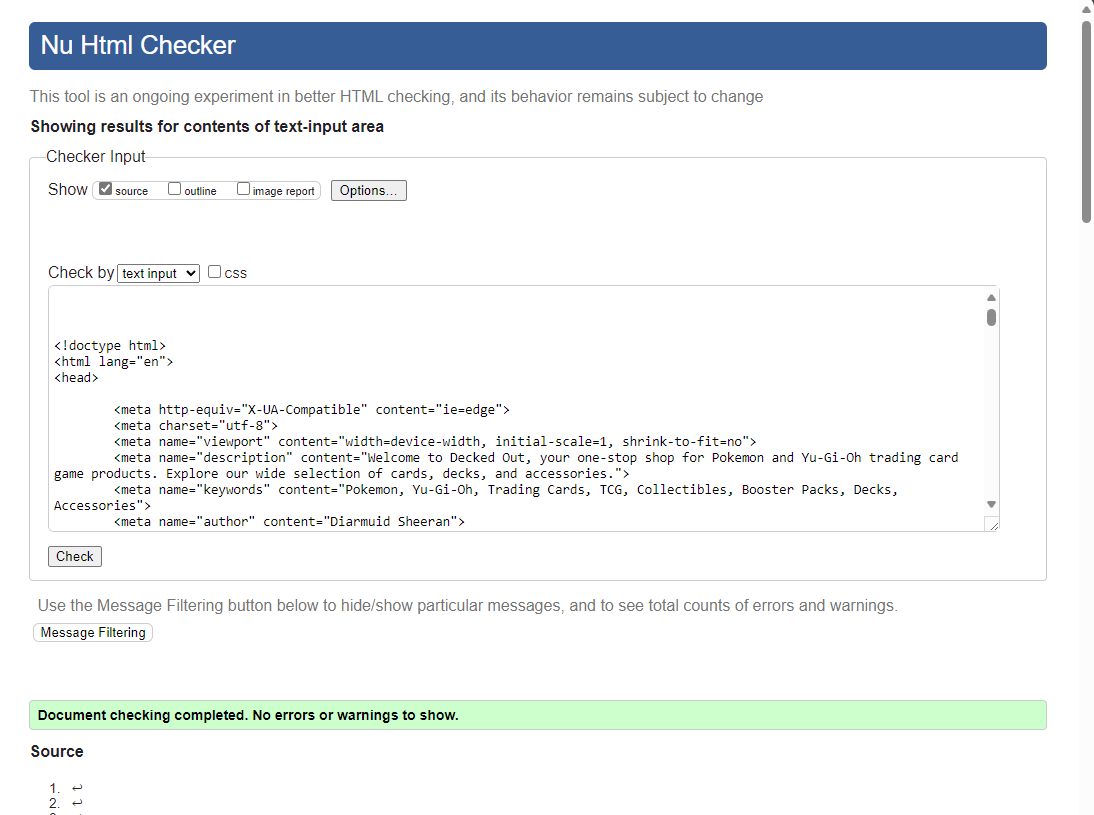 Nu Html Checker
This tool is an ongoing experiment in better HTML checking, and its behavior remains subject to change
Showing results for contents of text-input area
Checker Input
Show source outline image report Options...
Check by text input css
<!doctype html>
<html lang="en">
<head>
<meta http-equiv="X-UA-Compatible" content="ie=edge">
<meta charset="utf-8">
<meta name="viewport" content="width=device-width, initial-scale=1, shrink-to-fit=no">
<meta name="description" content="Welcome to Decked Out, your one-stop shop for Pokemon and Yu-Gi-Oh trading card
game products. Explore our wide selection of cards, decks, and accessories.">
<meta name="keywords" content="Pokemon, Yu-Gi-Oh, Trading Cards, TCG, Collectibles, Booster Packs, Decks,
Accessories">
<meta name="author" content="Diarmuid Sheeran">
Check
Use the Message Filtering button below to hide/show particular messages, and to see total counts of errors and warnings.
Message Filtering
Document checking completed. No errors or warnings to show.
Source
1. ↩
2. ↩